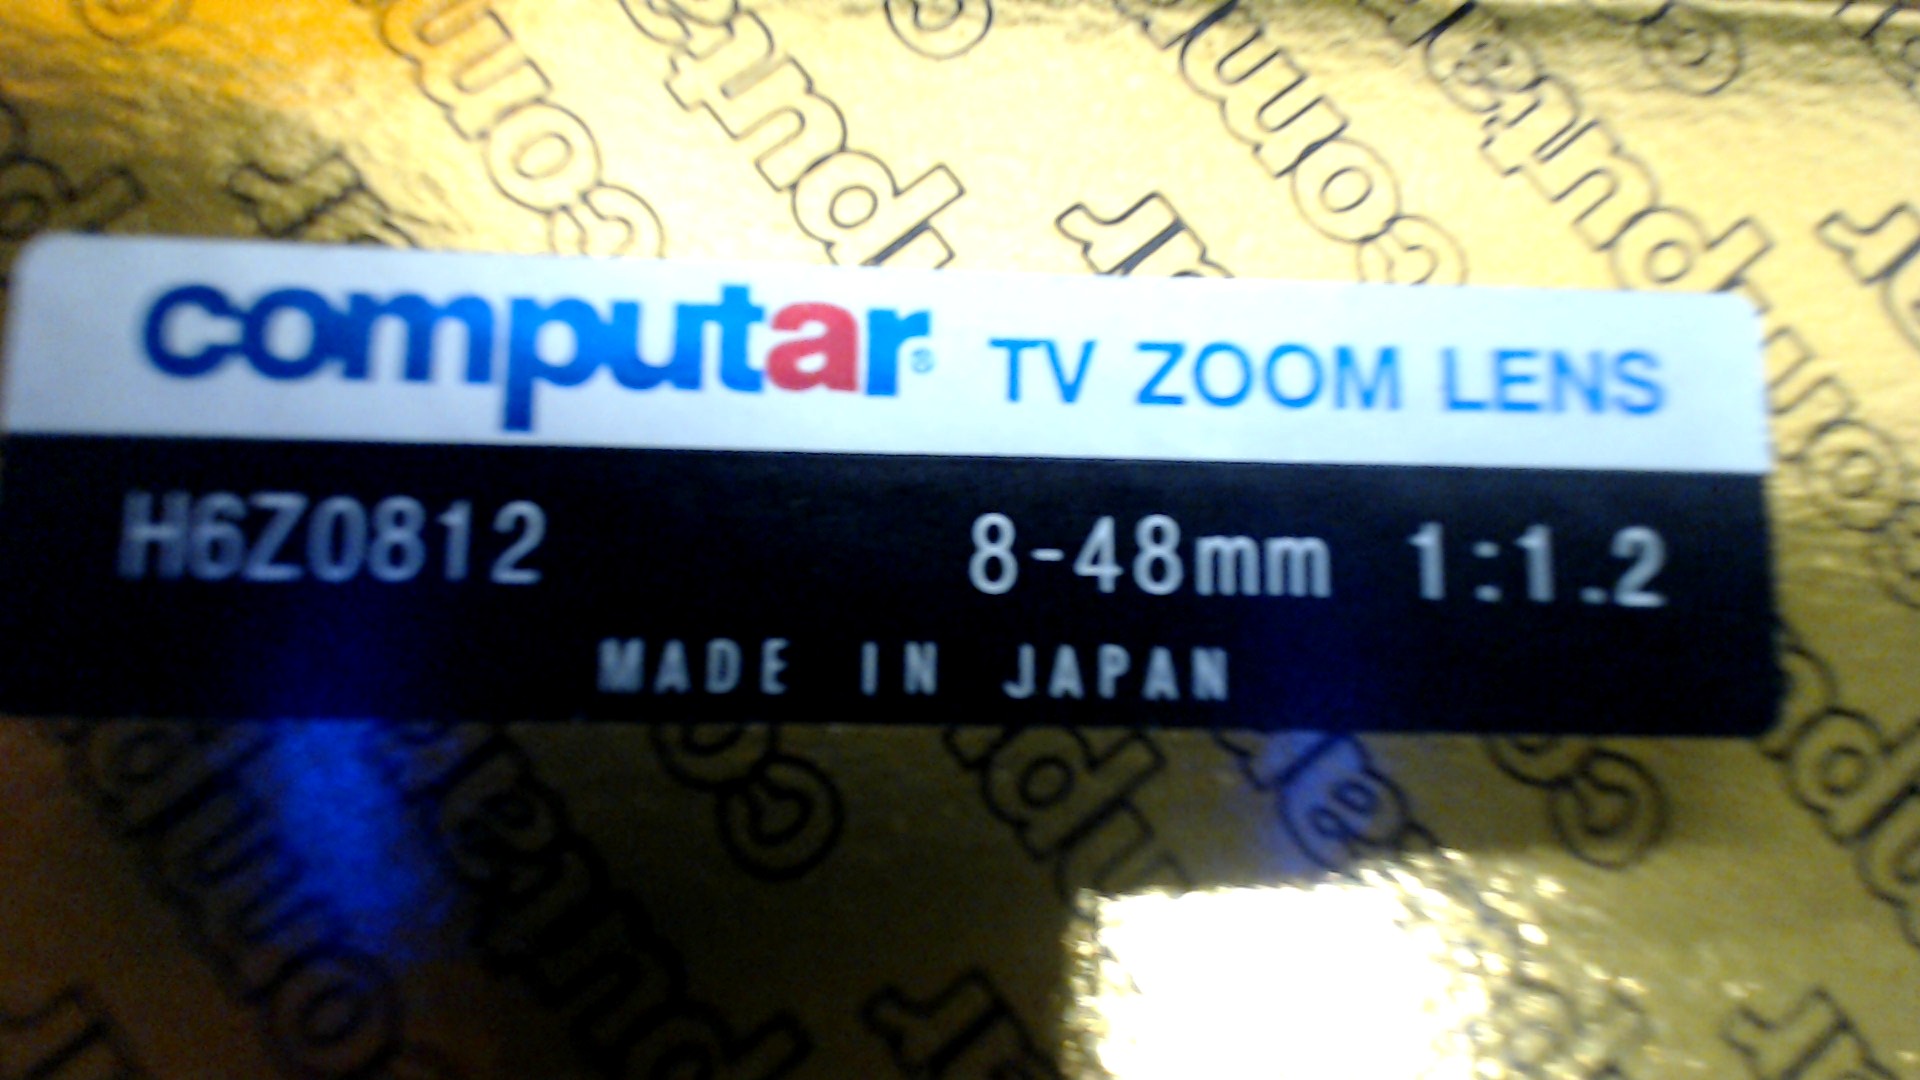 computar® TV ZOOM LENS
H6Z0812 8-48mm 1:1.2
MADE IN JAPAN